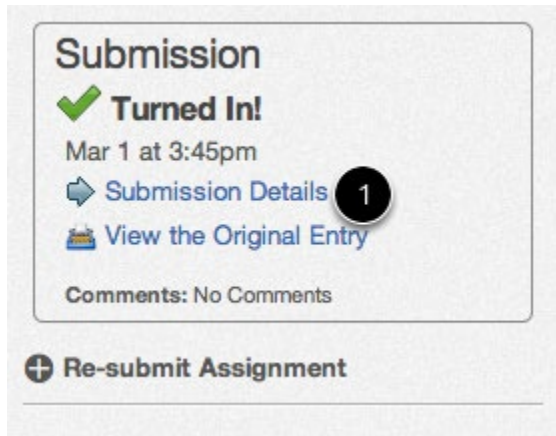 Submission
Turned In!
Mar 1 at 3:45pm
Submission Details 1
View the Original Entry
Comments: No Comments
Re-submit Assignment